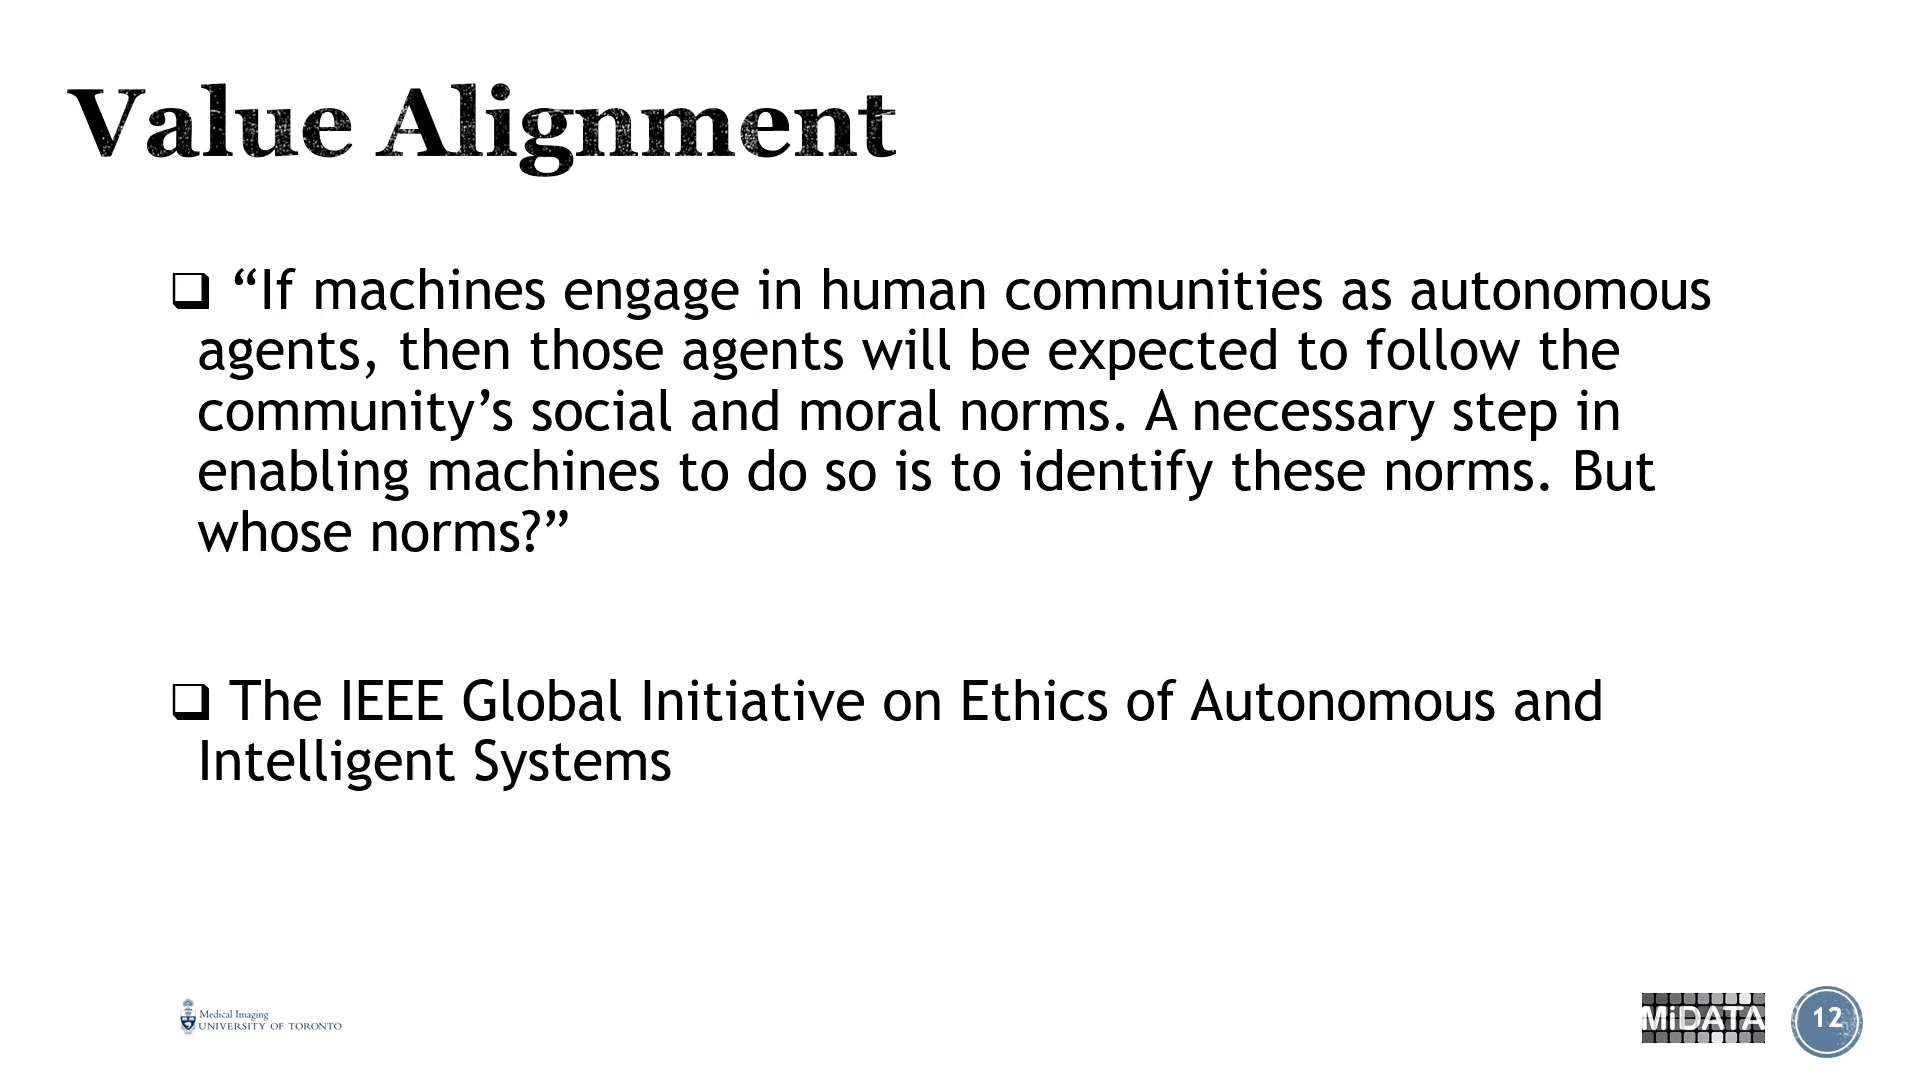 Value Alignment
❑ “If machines engage in human communities as autonomous
agents, then those agents will be expected to follow the
community’s social and moral norms. A necessary step in
enabling machines to do so is to identify these norms. But
whose norms?”
❑ The IEEE Global Initiative on Ethics of Autonomous and
Intelligent Systems
Medical Imaging
UNIVERSITY OF TORONTO
MiDATA
12